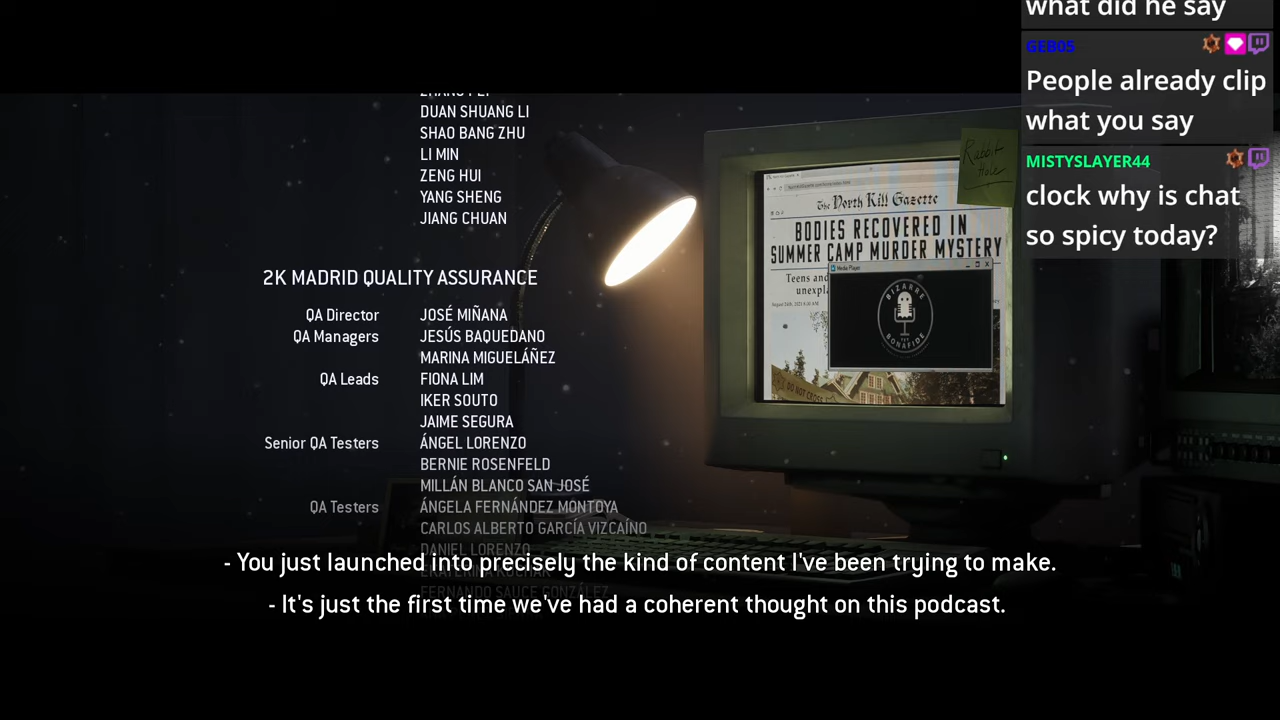 what did he say
GEB05
People already clip
what you say
MISTYSLAYER44
clock why is chat
so spicy today?
DUAN SHUANG LI
SHAO BANG ZHU
LI MIN
ZENG HUI
YANG SHENG
JIANG CHUAN
2K MADRID QUALITY ASSURANCE
QA Director JOSÉ MIÑANA
QA Managers JESÚS BAQUEDANO
MARINA MIGUELÁÑEZ
QA Leads FIONA LIM
IKER SOUTO
JAIME SEGURA
Senior QA Testers ÁNGEL LORENZO
BERNIE ROSENFELD
MILLÁN BLANCO SAN JOSÉ
QA Testers ÁNGELA FERNÁNDEZ MONTOYA
CARLOS ALBERTO GARCÍA VIZCAÍNO
DANIEL LORENZO
FERNANDO SAUCE GONZÁLEZ
Rabbit
Hole
The North Kill Gazette
BODIES RECOVERED IN
SUMMER CAMP MURDER MYSTERY
Teens and
unexpl
Media Player
BIZARRE
YET
BONAFIDE
DO NOT CROSS
- You just launched into precisely the kind of content I've been trying to make.
- It's just the first time we've had a coherent thought on this podcast.